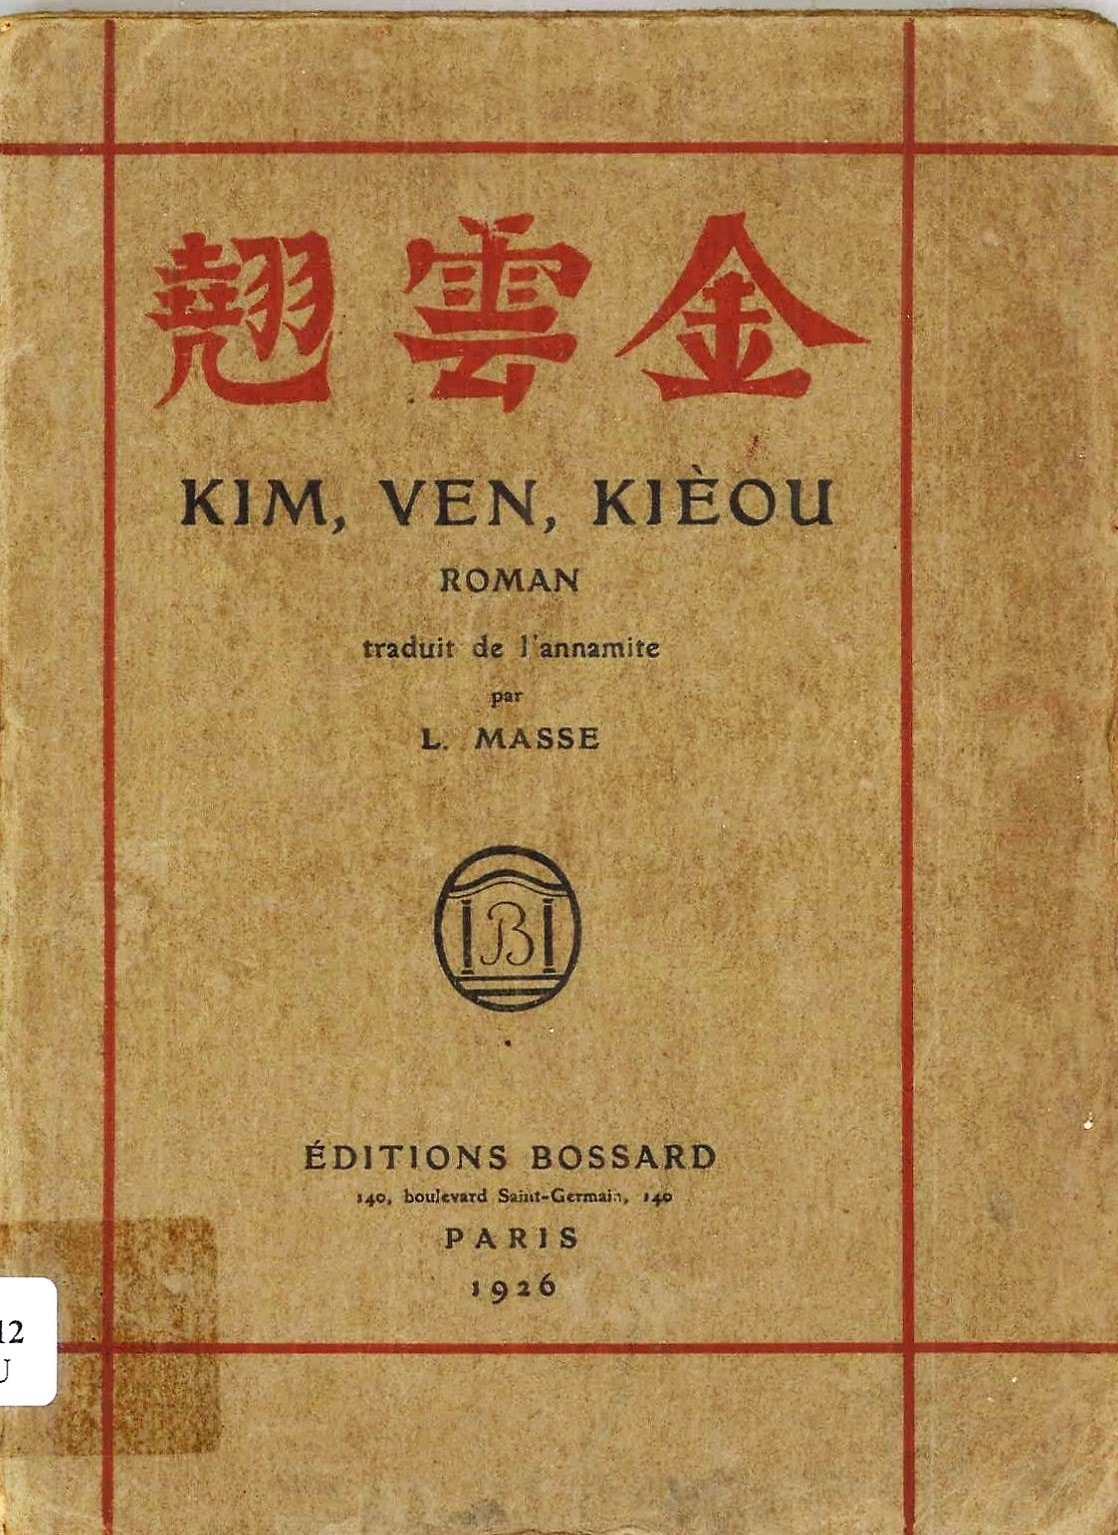 金雲翹
KIM, VEN, KIÈOU
ROMAN
traduit de l'annamite
par
L. MASSE
B
ÉDITIONS BOSSARD
140, boulevard Saint-Germain, 140
PARIS
1926
12
U